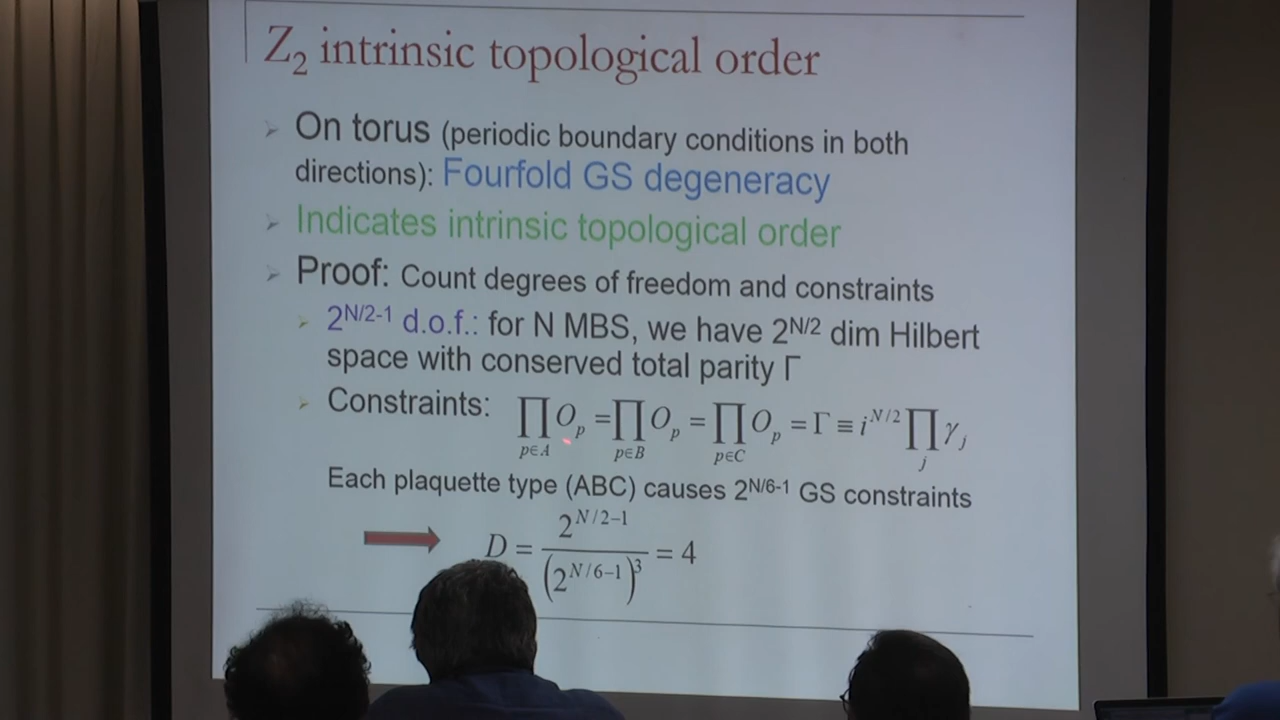 Z₂ intrinsic topological order
➢ On torus (periodic boundary conditions in both
directions): Fourfold GS degeneracy
➢ Indicates intrinsic topological order
➢ Proof: Count degrees of freedom and constraints
➢ 2^{N/2-1} d.o.f.: for N MBS, we have 2^{N/2} dim Hilbert
space with conserved total parity Γ
➢ Constraints: ∏_{p∈A} O_p = ∏_{p∈B} O_p = ∏_{p∈C} O_p = Γ ≡ i^{N/2} ∏_j γ_j
Each plaquette type (ABC) causes 2^{N/6-1} GS constraints
D = 2^{N/2−1} / (2^{N/6−1})^3 = 4